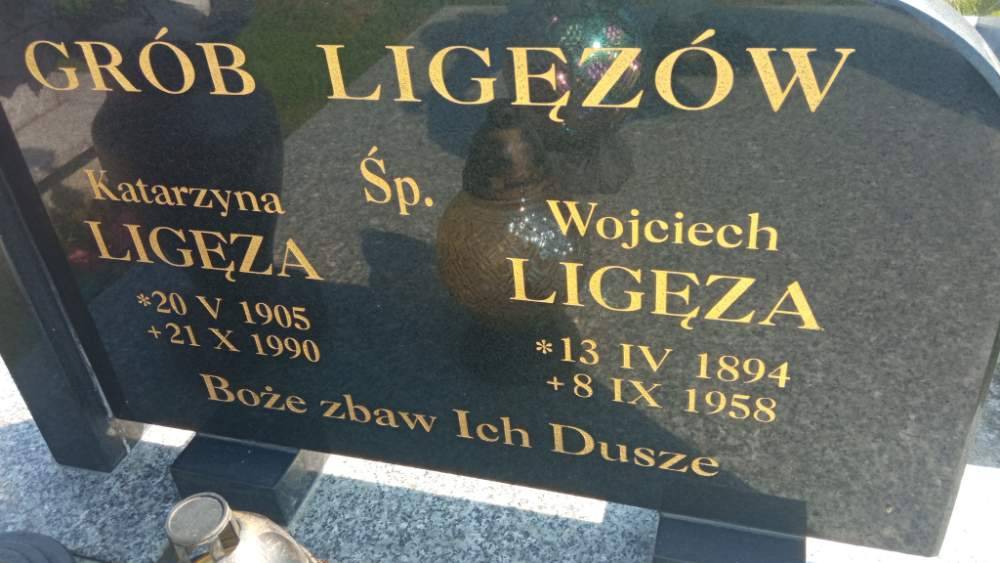 GRÓB LIGĘZÓW
Śp.
Katarzyna
LIGĘZA
*20 V 1905
+21 X 1990
Wojciech
LIGĘZA
*13 IV 1894
+8 IX 1958
Boże zbaw Ich Dusze